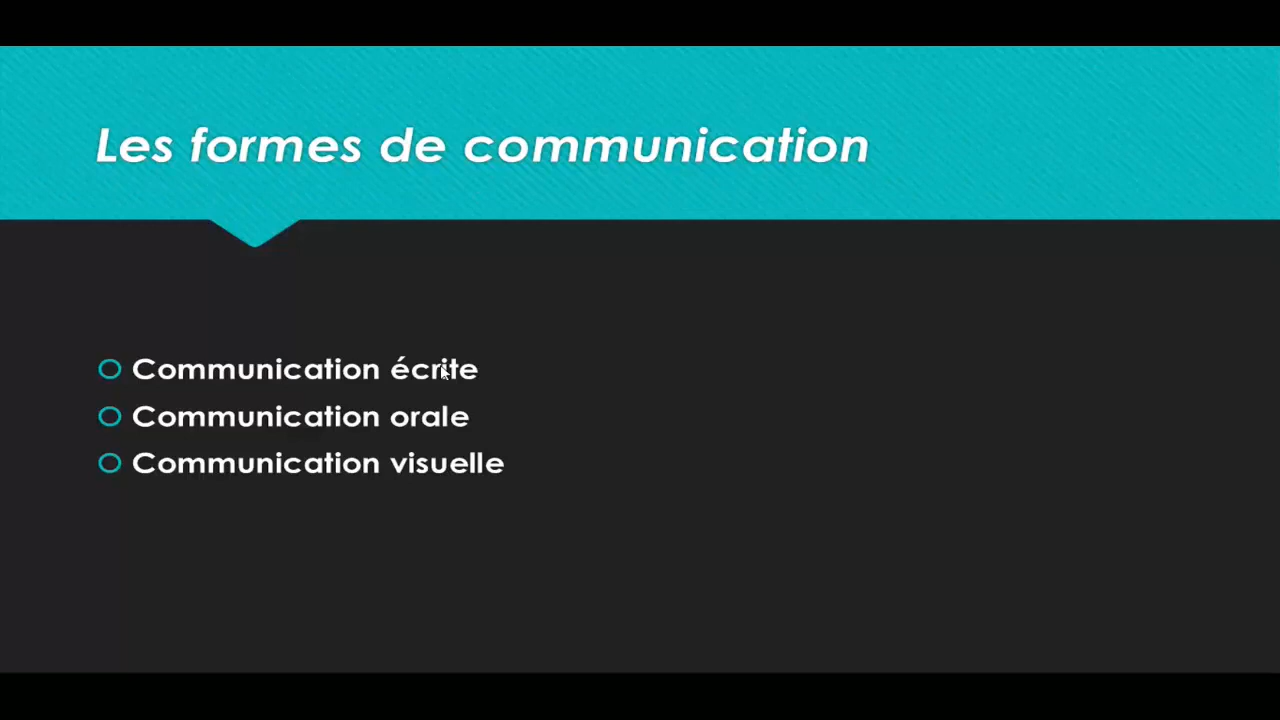 Les formes de communication
Communication écrite
Communication orale
Communication visuelle